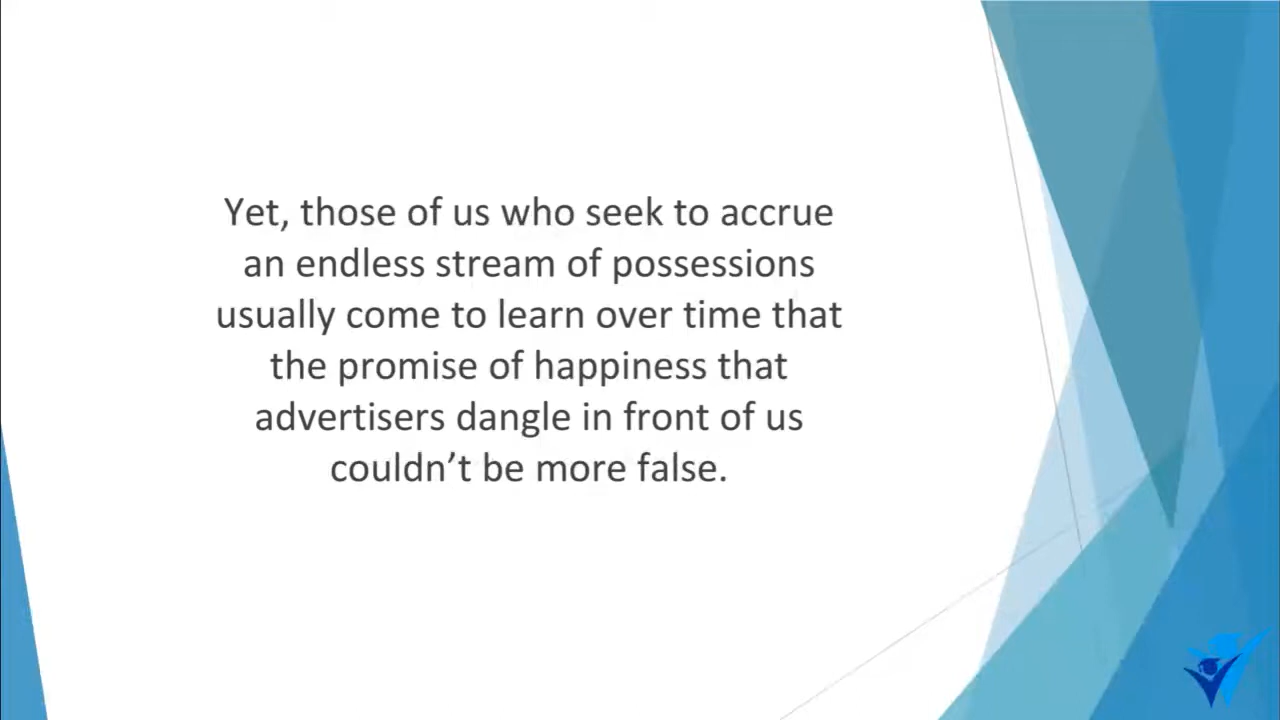 Yet, those of us who seek to accrue
an endless stream of possessions
usually come to learn over time that
the promise of happiness that
advertisers dangle in front of us
couldn’t be more false.